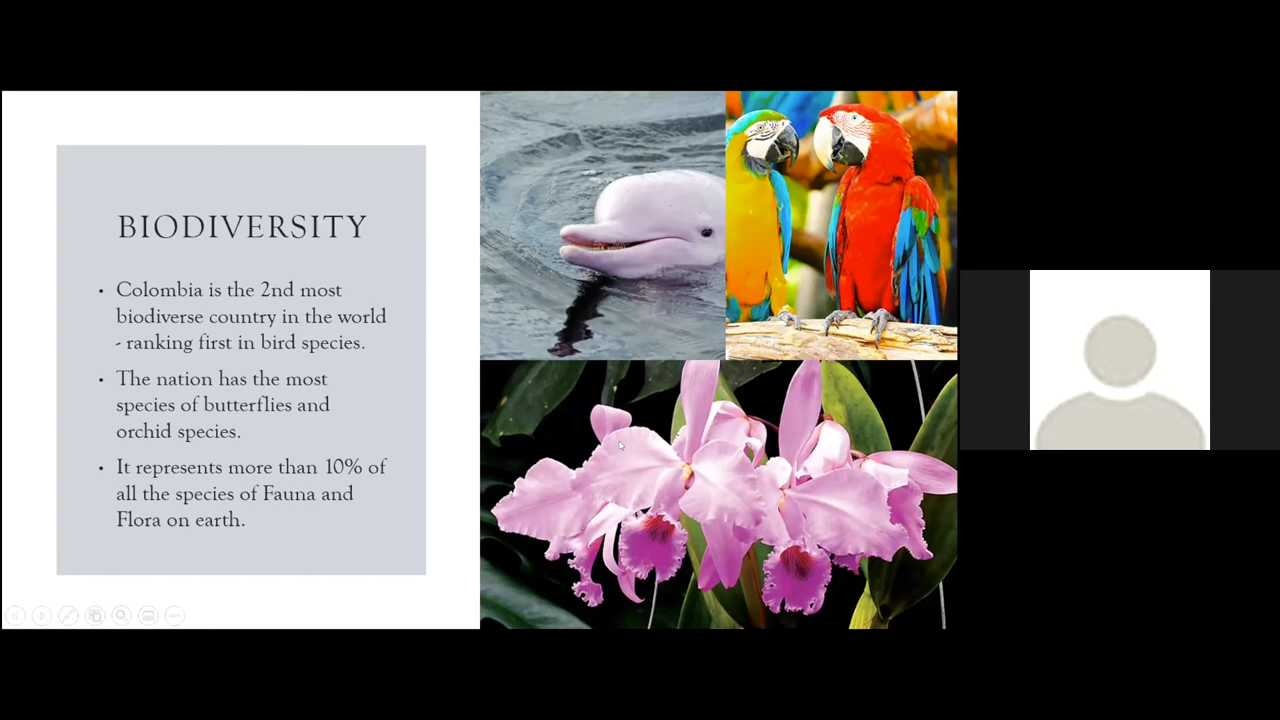 BIODIVERSITY
• Colombia is the 2nd most
biodiverse country in the world
- ranking first in bird species.
• The nation has the most
species of butterflies and
orchid species.
• It represents more than 10% of
all the species of Fauna and
Flora on earth.